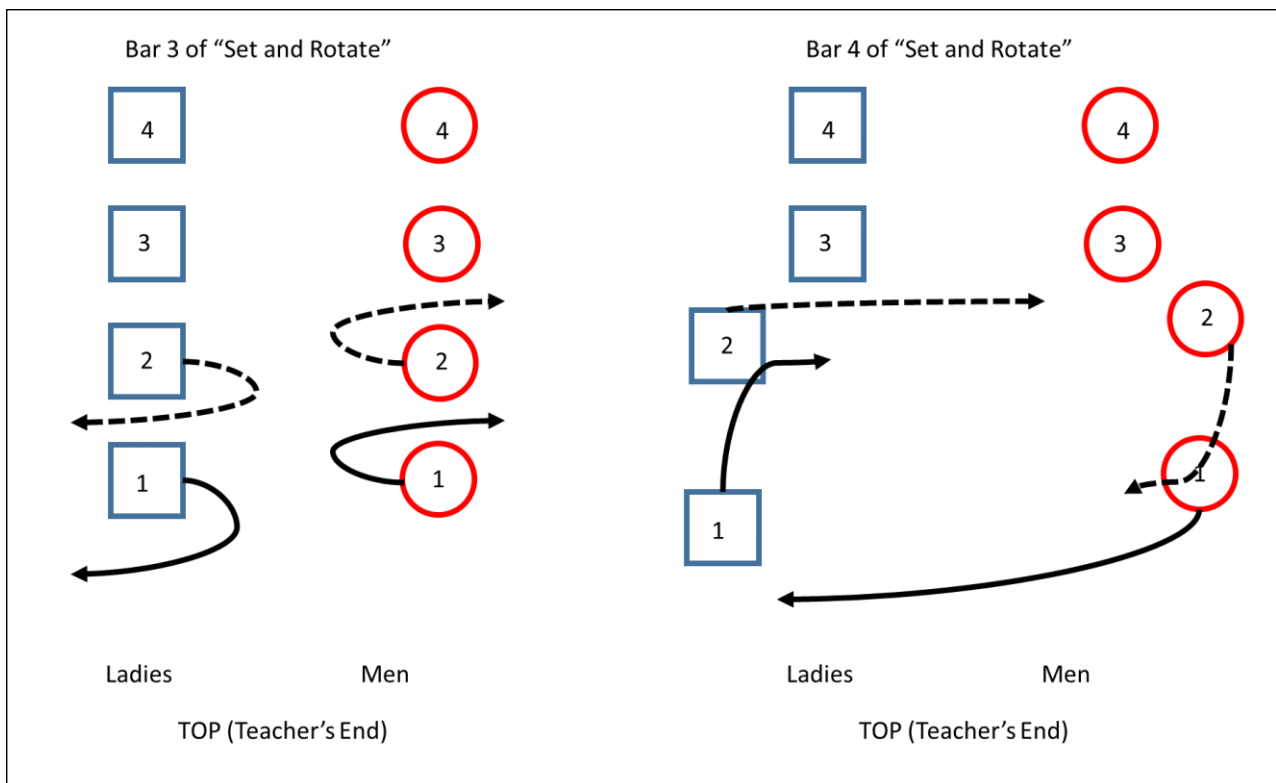 Bar 3 of “Set and Rotate”
4 4
3 3
2 2
1 1
Ladies Men
TOP (Teacher’s End)
Bar 4 of “Set and Rotate”
4 4
3 3
2
2
1
1
Ladies Men
TOP (Teacher’s End)